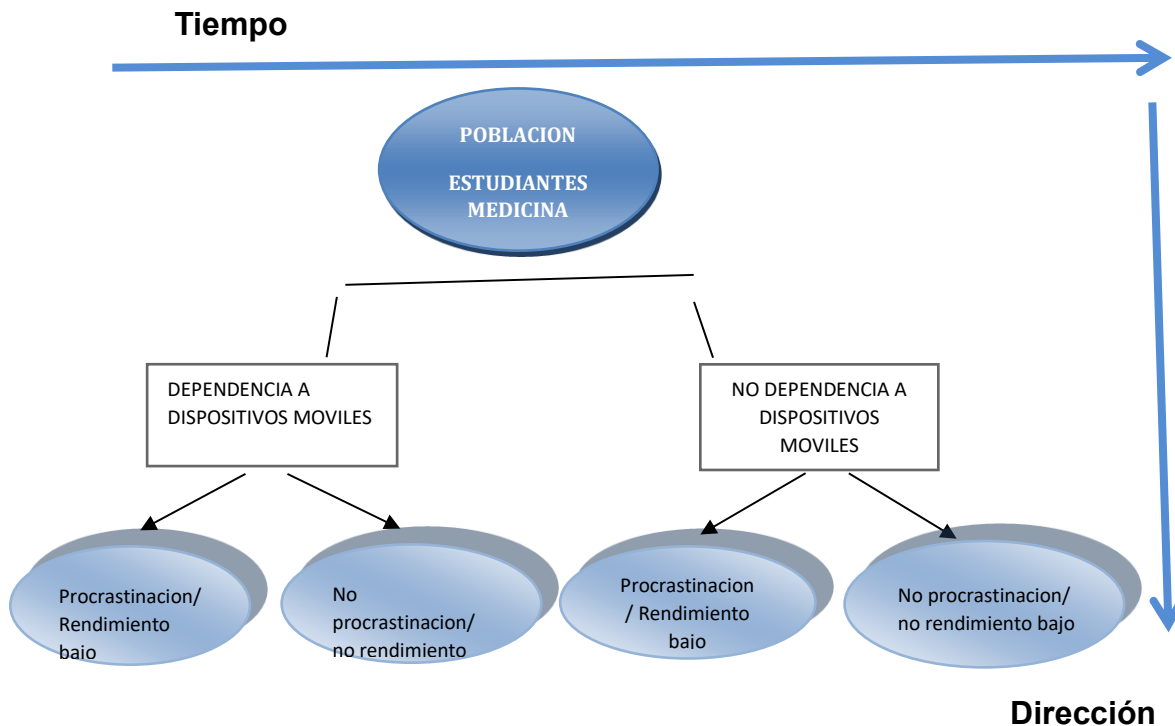 Tiempo
POBLACION
ESTUDIANTES
MEDICINA
DEPENDENCIA A
DISPOSITIVOS MOVILES
NO DEPENDENCIA A
DISPOSITIVOS
MOVILES
Procrastinacion/
Rendimiento
bajo
No
procrastinacion/
no rendimiento
Procrastinacion
/ Rendimiento
bajo
No procrastinacion/
no rendimiento bajo
Dirección